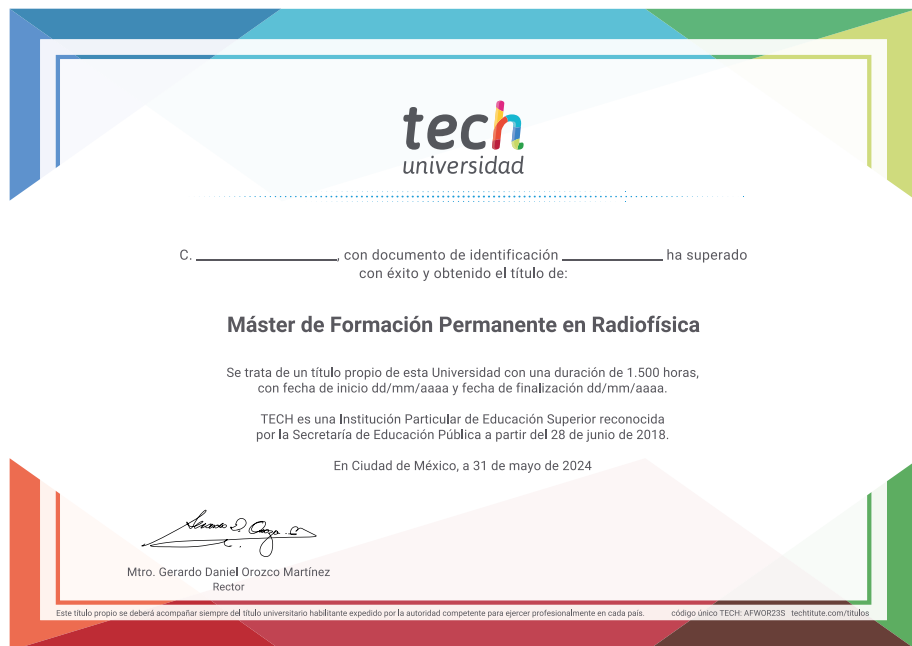 tech
universidad
C. ____________, con documento de identificación ____________ ha superado
con éxito y obtenido el título de:
Máster de Formación Permanente en Radiofísica
Se trata de un título propio de esta Universidad con una duración de 1.500 horas,
con fecha de inicio dd/mm/aaaa y fecha de finalización dd/mm/aaaa.
TECH es una Institución Particular de Educación Superior reconocida
por la Secretaría de Educación Pública a partir del 28 de junio de 2018.
En Ciudad de México, a 31 de mayo de 2024
Mtro. Gerardo Daniel Orozco Martínez
Rector
Este título propio se deberá acompañar siempre del título universitario habilitante expedido por la autoridad competente para ejercer profesionalmente en cada país. código único TECH: AFWOR23S techtitute.com/titulos